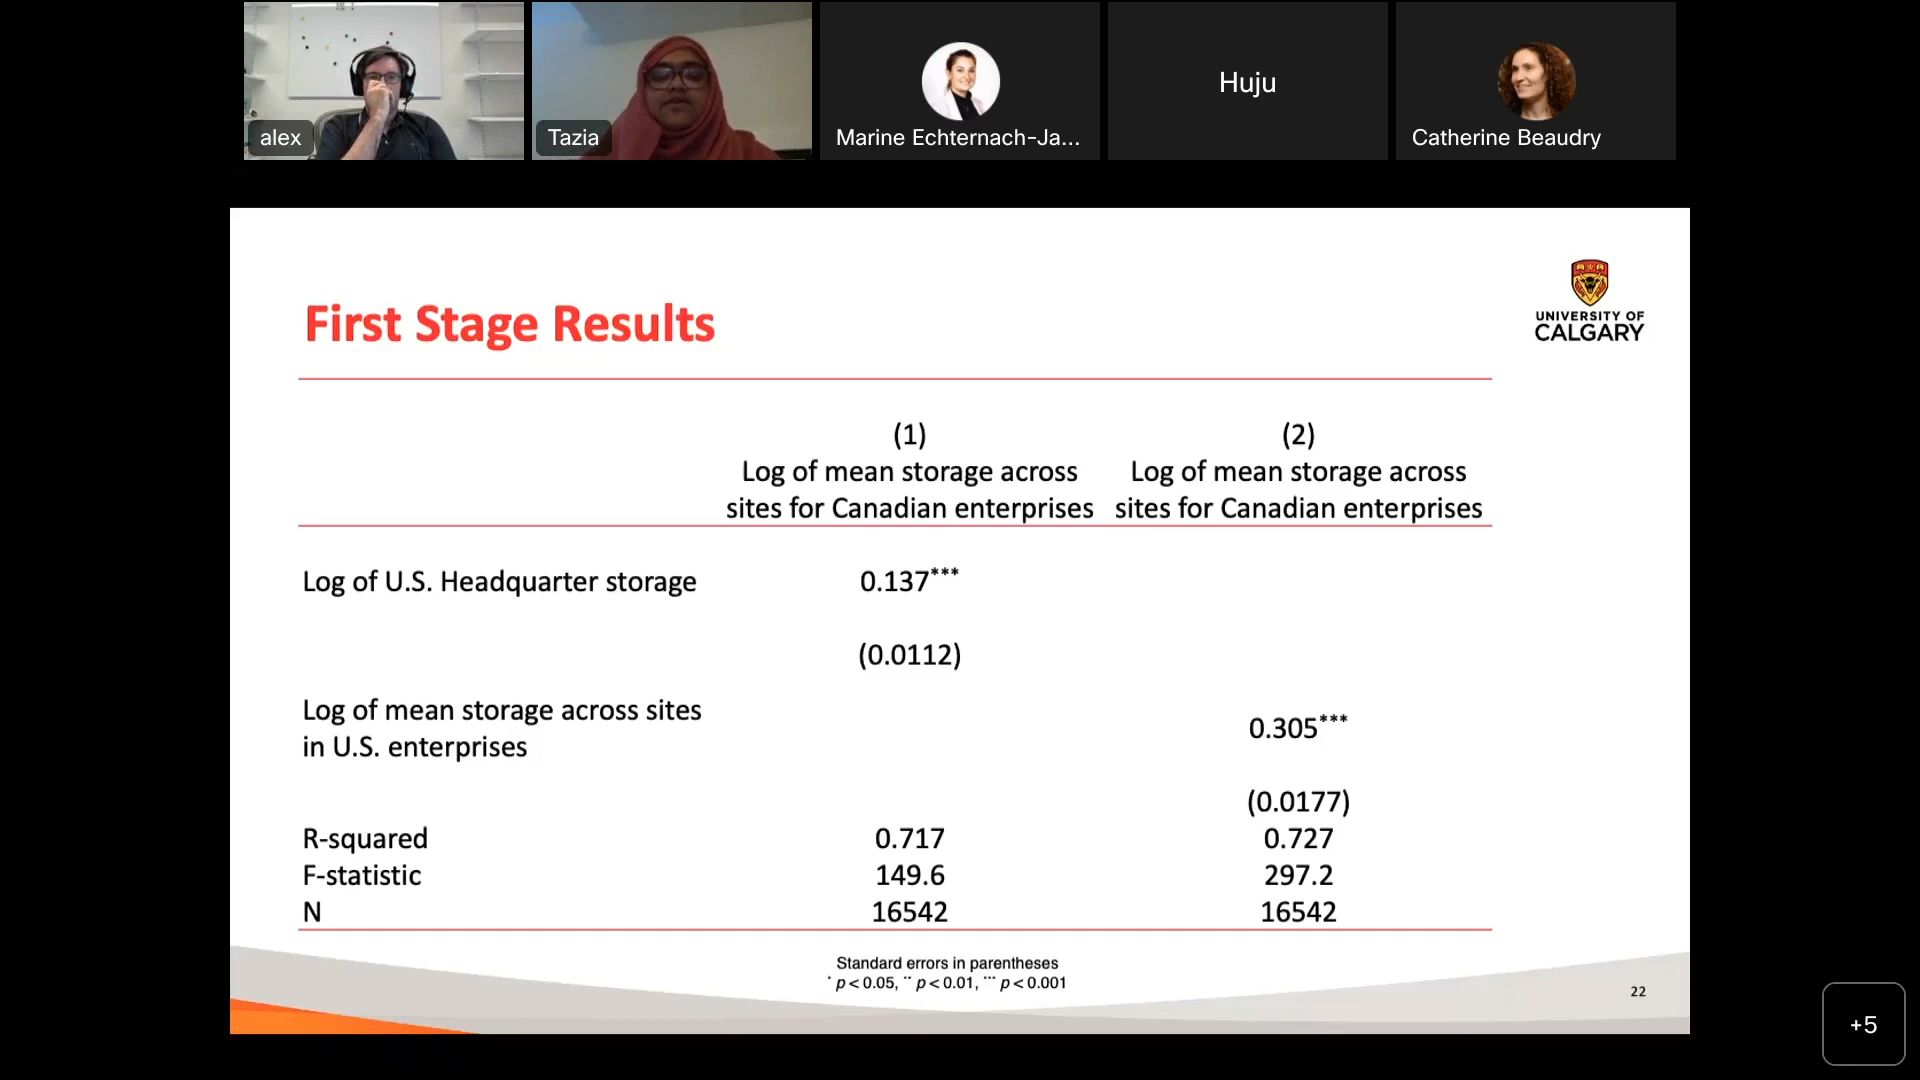 alex
Tazia
Marine Echternach-Ja...
Huju
Catherine Beaudry
UNIVERSITY OF
CALGARY
First Stage Results
(1) (2)
Log of mean storage across Log of mean storage across
sites for Canadian enterprises sites for Canadian enterprises
Log of U.S. Headquarter storage 0.137***
(0.0112)
Log of mean storage across sites
in U.S. enterprises 0.305***
(0.0177)
R-squared 0.717 0.727
F-statistic 149.6 297.2
N 16542 16542
Standard errors in parentheses
* p < 0.05, ** p < 0.01, *** p < 0.001
22
+5